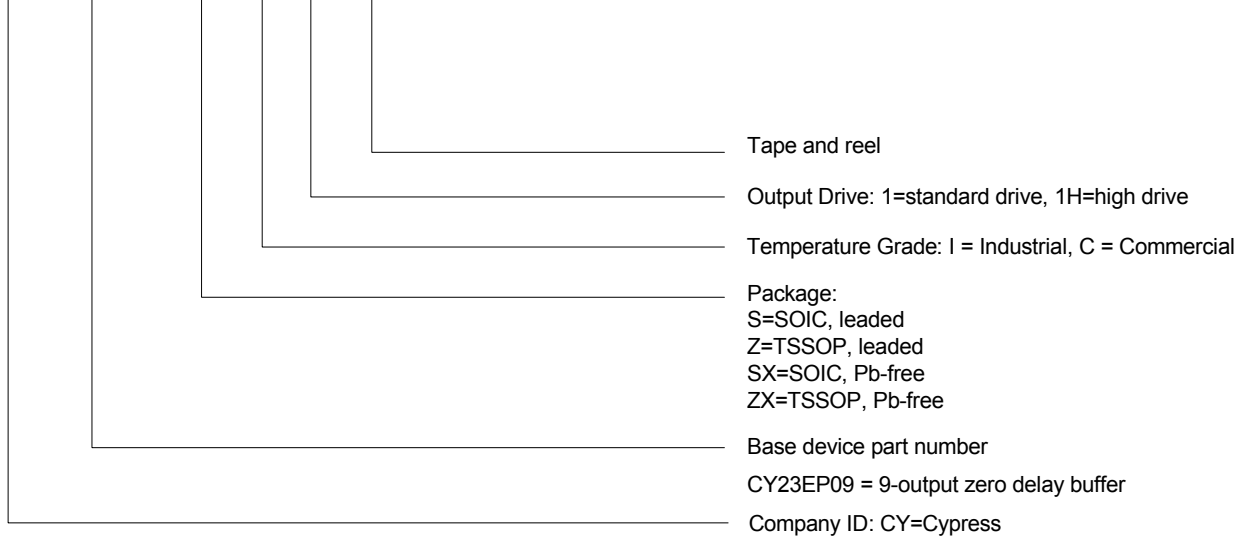 Tape and reel
Output Drive: 1=standard drive, 1H=high drive
Temperature Grade: I = Industrial, C = Commercial
Package:
S=SOIC, leaded
Z=TSSOP, leaded
SX=SOIC, Pb-free
ZX=TSSOP, Pb-free
Base device part number
CY23EP09 = 9-output zero delay buffer
Company ID: CY=Cypress